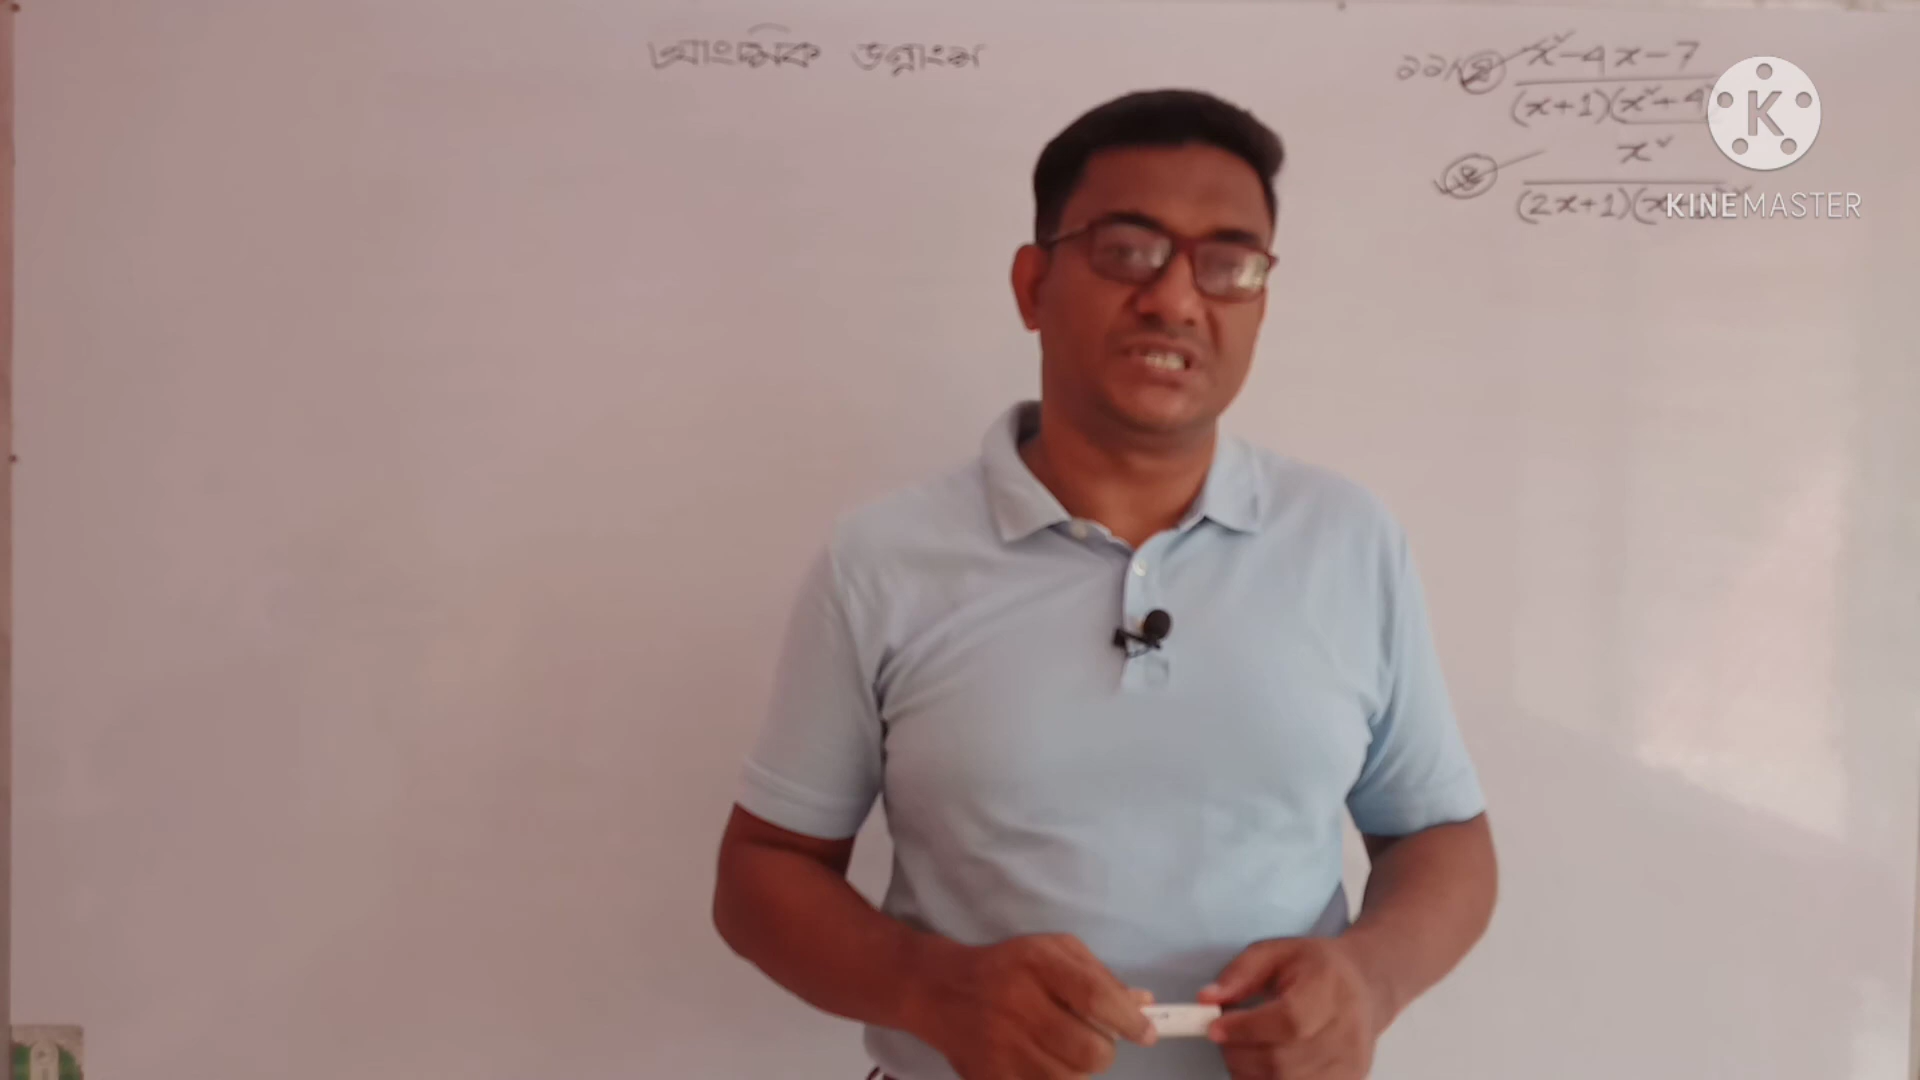 আংশিক ভগ্নাংশ
১১। ঘ x²-4x-7
(x+1)(x²+4)
ঙ x²
(2x+1)(x+
K
KINEMASTER